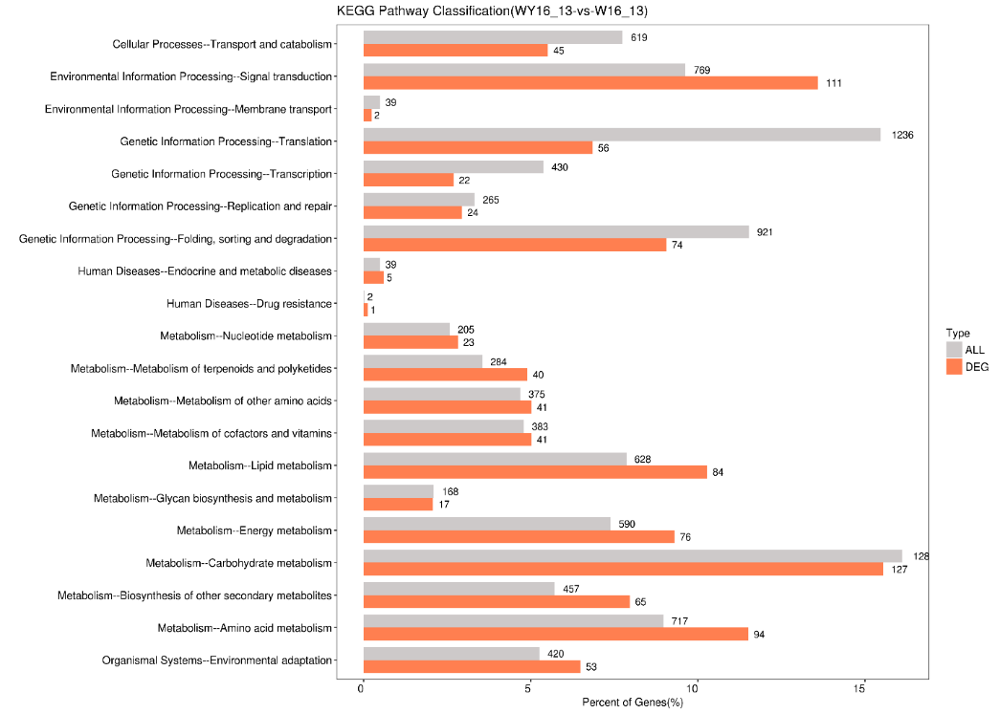 KEGG Pathway Classification(WY16_13-vs-W16_13)
Cellular Processes--Transport and catabolism
619
45
Environmental Information Processing--Signal transduction
769
111
Environmental Information Processing--Membrane transport
39
2
Genetic Information Processing--Translation
1236
56
Genetic Information Processing--Transcription
430
22
Genetic Information Processing--Replication and repair
265
24
Genetic Information Processing--Folding, sorting and degradation
921
74
Human Diseases--Endocrine and metabolic diseases
39
5
Human Diseases--Drug resistance
2
1
Metabolism--Nucleotide metabolism
205
23
Metabolism--Metabolism of terpenoids and polyketides
284
40
Metabolism--Metabolism of other amino acids
375
41
Metabolism--Metabolism of cofactors and vitamins
383
41
Metabolism--Lipid metabolism
628
84
Metabolism--Glycan biosynthesis and metabolism
168
17
Metabolism--Energy metabolism
590
76
Metabolism--Carbohydrate metabolism
128
127
Metabolism--Biosynthesis of other secondary metabolites
457
65
Metabolism--Amino acid metabolism
717
94
Organismal Systems--Environmental adaptation
420
53
Type
ALL
DEG
0 5 10 15
Percent of Genes(%)